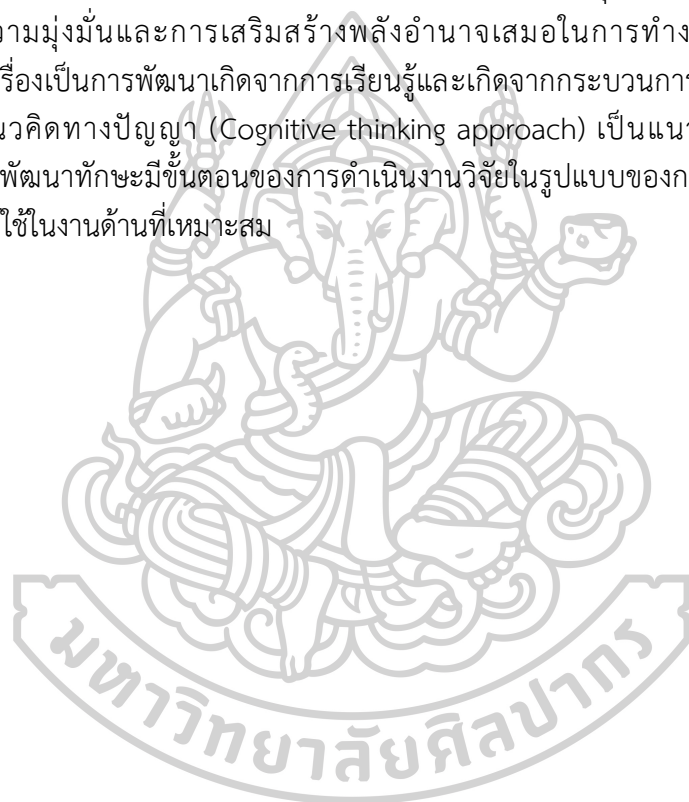 วามมุ่งมั่นและการเสริมสร้างพลังอำนาจเสมอในการทำง
รื่องเป็นการพัฒนาเกิดจากการเรียนรู้และเกิดจากกระบวนการ
นวคิดทางปัญญา (Cognitive thinking approach) เป็นแนว
พัฒนาทักษะมีขั้นตอนของการดำเนินงานวิจัยในรูปแบบของก
ใช้ในงานด้านที่เหมาะสม
มหาวิทยาลัยศิลปากร